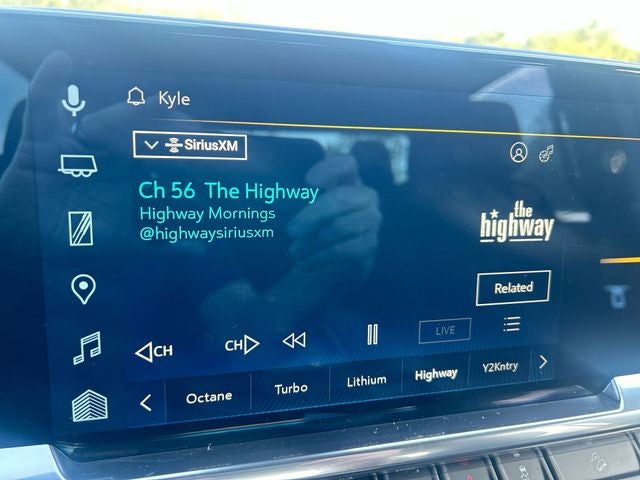 Kyle
SiriusXM
Ch 56 The Highway
Highway Mornings
@highwaysiriusxm
the
highway
Related
CH
CH
LIVE
Octane Turbo Lithium Highway Y2Kntry